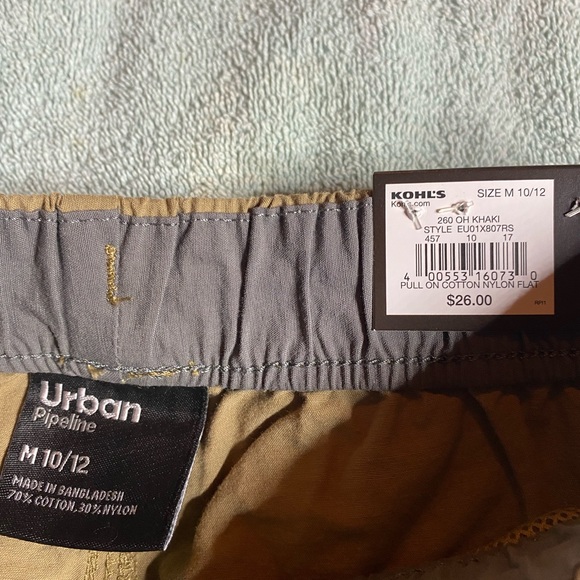 KOHL'S SIZE M 10/12
Kohls.com
260 OH KHAKI
STYLE EU01X807RS
457 10 17
4 00553 16073 0
PULL ON COTTON NYLON FLAT
$26.00
RP11
Urban
Pipeline
M 10/12
MADE IN BANGLADESH
70% COTTON, 30% NYLON